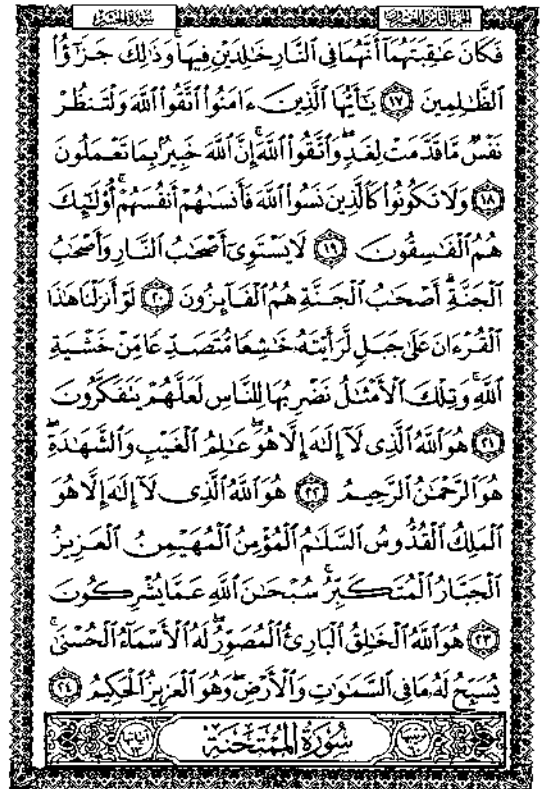 الجزء الثامن والعشرون سورة الحشر
فَكَانَ عَٰقِبَتَهُمَآ أَنَّهُمَا فِي ٱلنَّارِ خَٰلِدَيْنِ فِيهَا ۚ وَذَٰلِكَ جَزَٰٓؤُا۟
ٱلظَّٰلِمِينَ ١٧ يَٰٓأَيُّهَا ٱلَّذِينَ ءَامَنُوا۟ ٱتَّقُوا۟ ٱللَّهَ وَلْتَنظُرْ
نَفْسٌ مَّا قَدَّمَتْ لِغَدٍ ۖ وَٱتَّقُوا۟ ٱللَّهَ ۚ إِنَّ ٱللَّهَ خَبِيرٌۢ بِمَا تَعْمَلُونَ
١٨ وَلَا تَكُونُوا۟ كَٱلَّذِينَ نَسُوا۟ ٱللَّهَ فَأَنسَىٰهُمْ أَنفُسَهُمْ ۚ أُو۟لَٰٓئِكَ
هُمُ ٱلْفَٰسِقُونَ ١٩ لَا يَسْتَوِىٓ أَصْحَٰبُ ٱلنَّارِ وَأَصْحَٰبُ
ٱلْجَنَّةِ ۚ أَصْحَٰبُ ٱلْجَنَّةِ هُمُ ٱلْفَآئِزُونَ ٢٠ لَوْ أَنزَلْنَا هَٰذَا
ٱلْقُرْءَانَ عَلَىٰ جَبَلٍ لَّرَأَيْتَهُۥ خَٰشِعًا مُّتَصَدِّعًا مِّنْ خَشْيَةِ
ٱللَّهِ ۚ وَتِلْكَ ٱلْأَمْثَٰلُ نَضْرِبُهَا لِلنَّاسِ لَعَلَّهُمْ يَتَفَكَّرُونَ
٢١ هُوَ ٱللَّهُ ٱلَّذِى لَآ إِلَٰهَ إِلَّا هُوَ ۖ عَٰلِمُ ٱلْغَيْبِ وَٱلشَّهَٰدَةِ ۖ
هُوَ ٱلرَّحْمَٰنُ ٱلرَّحِيمُ ٢٢ هُوَ ٱللَّهُ ٱلَّذِى لَآ إِلَٰهَ إِلَّا هُوَ
ٱلْمَلِكُ ٱلْقُدُّوسُ ٱلسَّلَٰمُ ٱلْمُؤْمِنُ ٱلْمُهَيْمِنُ ٱلْعَزِيزُ
ٱلْجَبَّارُ ٱلْمُتَكَبِّرُ ۚ سُبْحَٰنَ ٱللَّهِ عَمَّا يُشْرِكُونَ
٢٣ هُوَ ٱللَّهُ ٱلْخَٰلِقُ ٱلْبَارِئُ ٱلْمُصَوِّرُ ۖ لَهُ ٱلْأَسْمَآءُ ٱلْحُسْنَىٰ ۚ
يُسَبِّحُ لَهُۥ مَا فِي ٱلسَّمَٰوَٰتِ وَٱلْأَرْضِ ۖ وَهُوَ ٱلْعَزِيزُ ٱلْحَكِيمُ ٢٤
سُورَةُ الْمُمْتَحَنَةِ